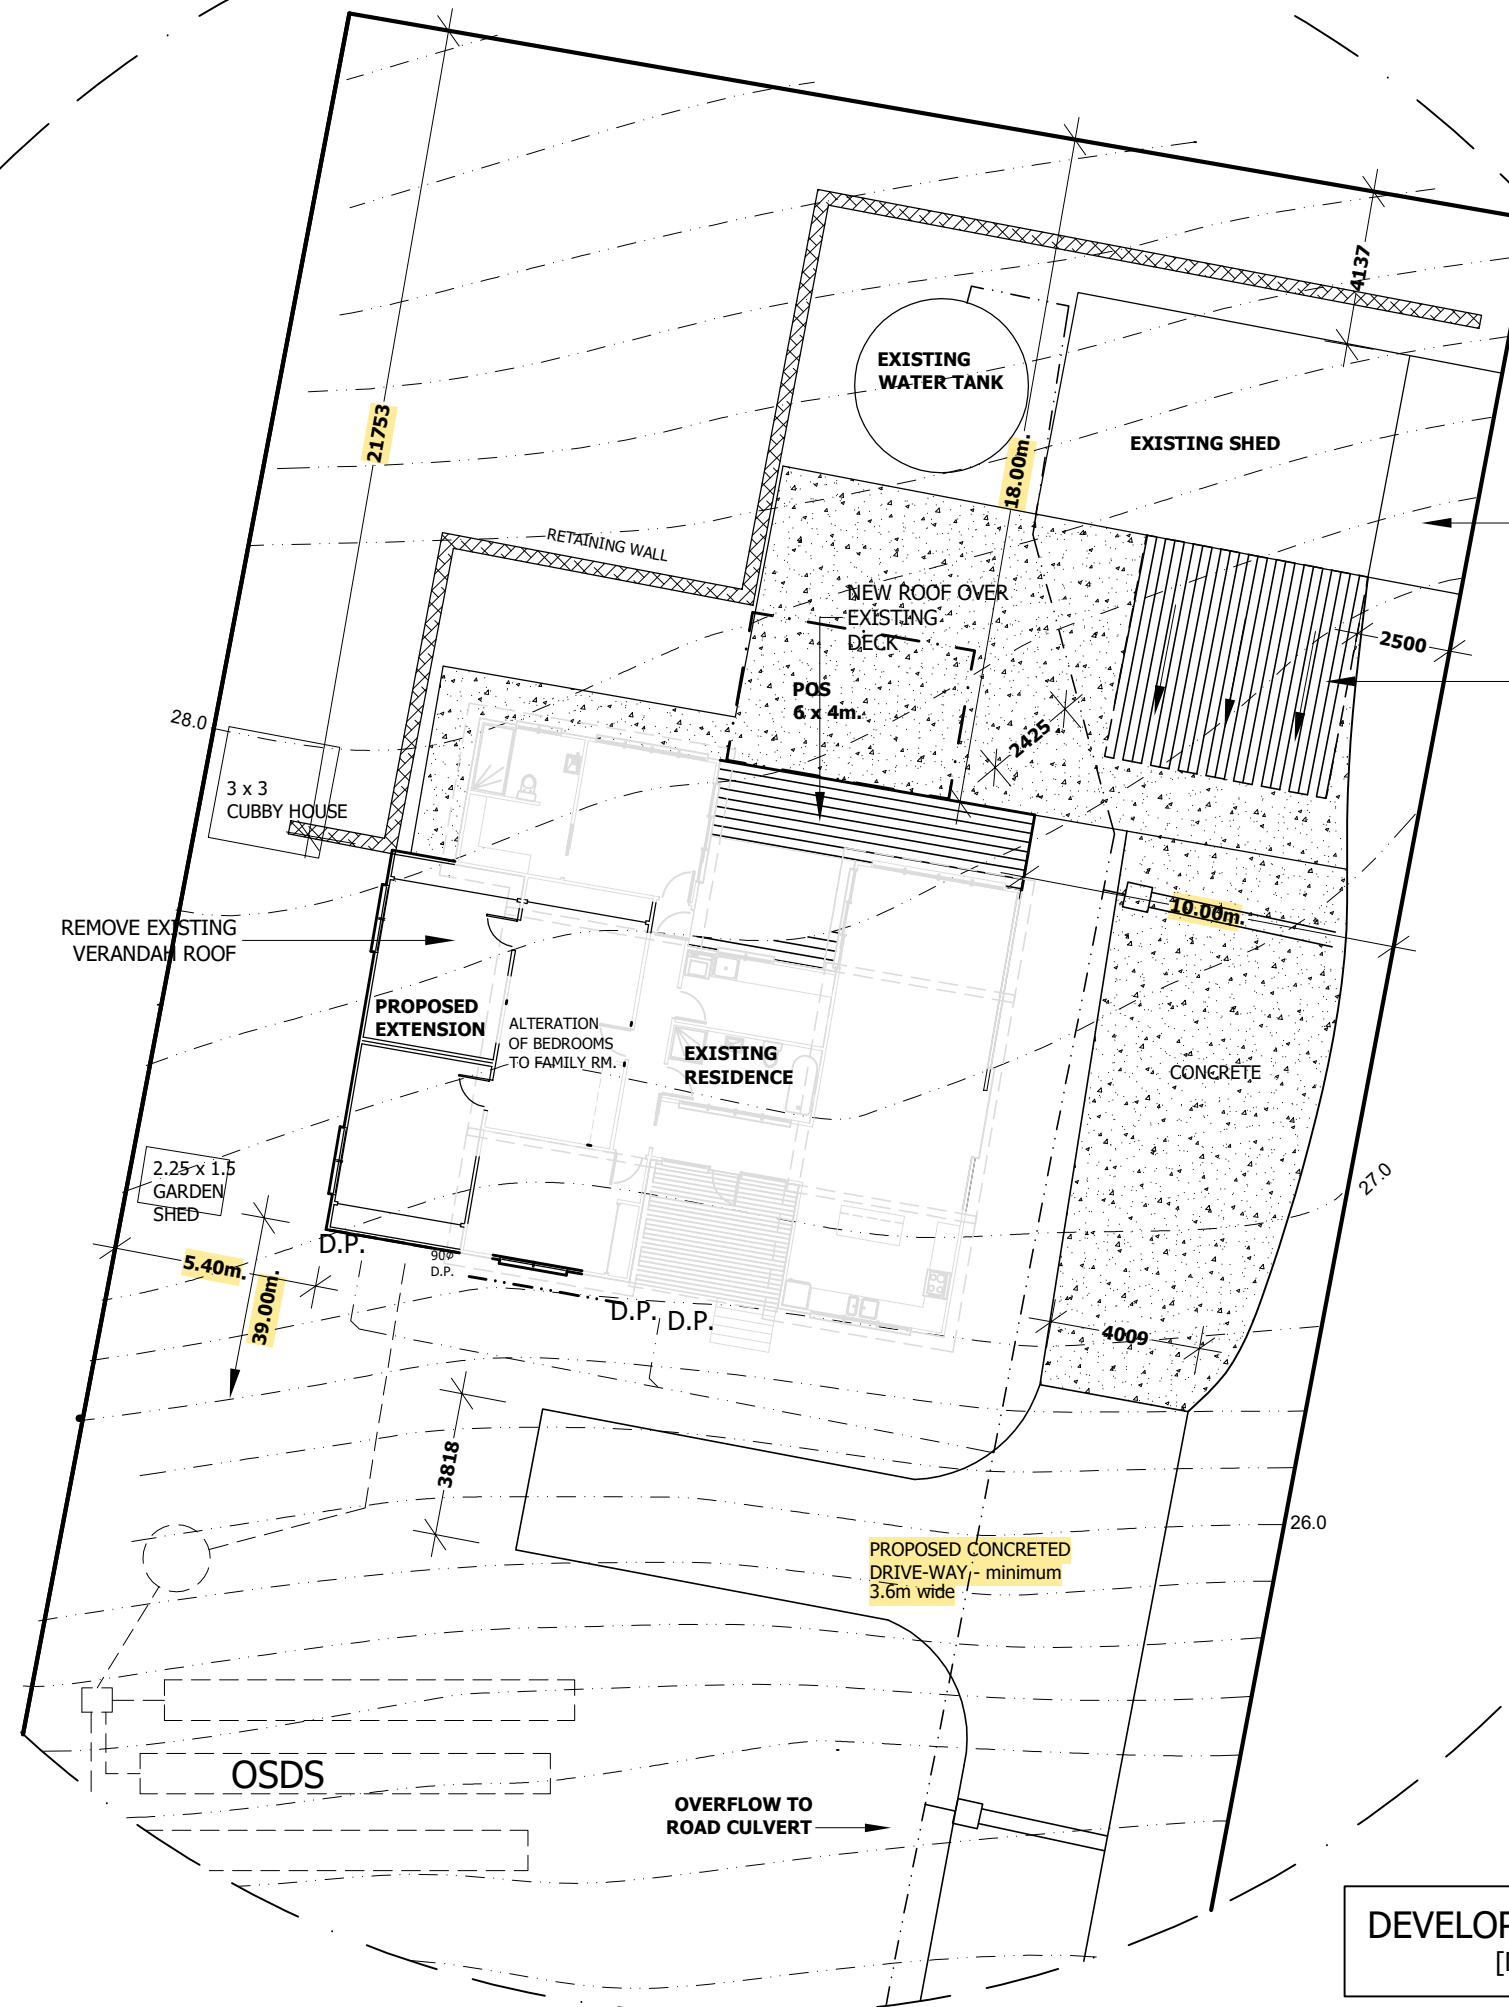 4137
EXISTING
WATER TANK
EXISTING SHED
21753
18.00m.
RETAINING WALL
NEW ROOF OVER
EXISTING
DECK
2500
POS
6 x 4m.
2425
28.0
3 x 3
CUBBY HOUSE
REMOVE EXISTING
VERANDAH ROOF
10.00m.
PROPOSED
EXTENSION
ALTERATION
OF BEDROOMS
TO FAMILY RM.
EXISTING
RESIDENCE
CONCRETE
2.25 x 1.5
GARDEN
SHED
27.0
D.P.
90φ
D.P.
5.40m.
39.00m.
D.P.
D.P.
4009
3818
26.0
PROPOSED CONCRETED
DRIVE-WAY - minimum
3.6m wide
OSDS
OVERFLOW TO
ROAD CULVERT